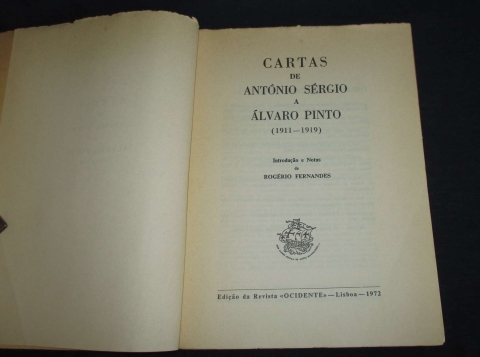 CARTAS
DE
ANTÓNIO SÉRGIO
A
ÁLVARO PINTO
(1911—1919)
Introdução e Notas
de
ROGÉRIO FERNANDES
Edição da Revista «OCIDENTE» — Lisboa — 1972